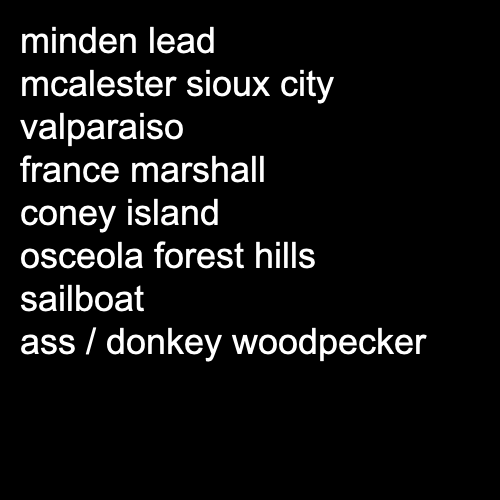 minden lead
mcalester sioux city
valparaiso
france marshall
coney island
osceola forest hills
sailboat
ass / donkey woodpecker